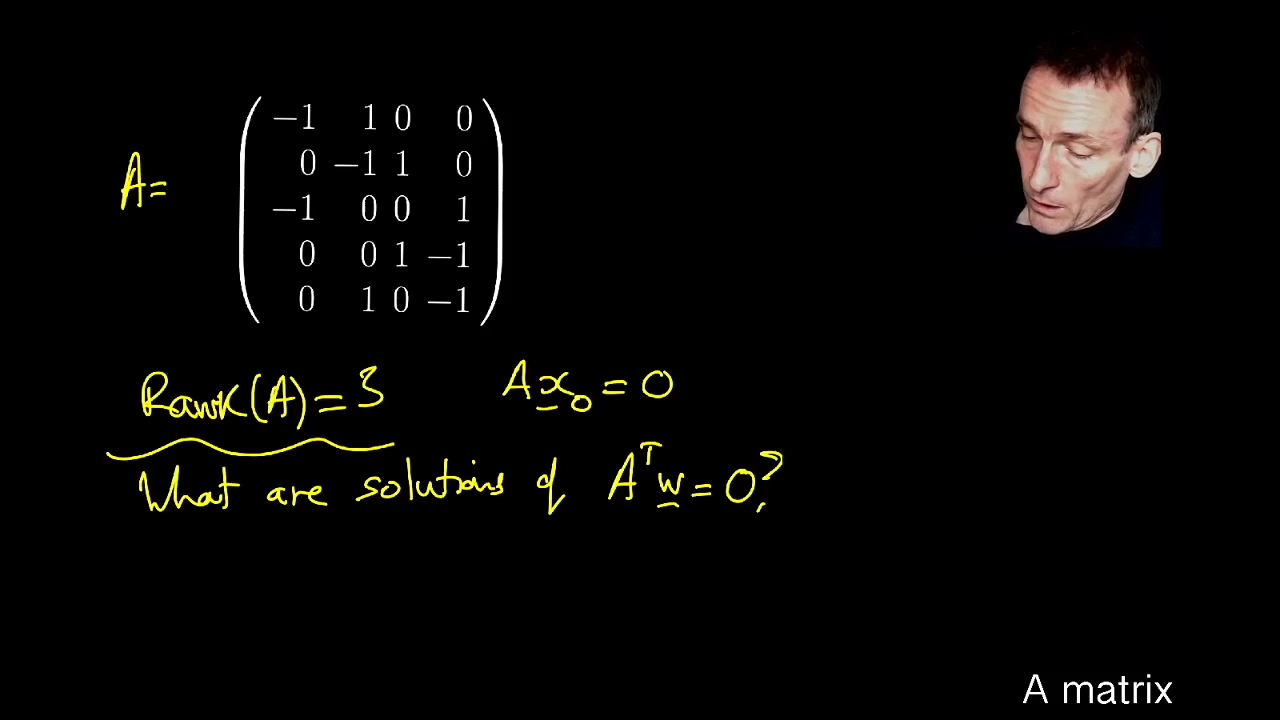 A =
-1 1 0 0
0 -1 1 0
-1 0 0 1
0 0 1 -1
0 1 0 -1
Rank(A) = 3 Ax₀ = 0
What are solutions of Aᵀw = 0?
A matrix